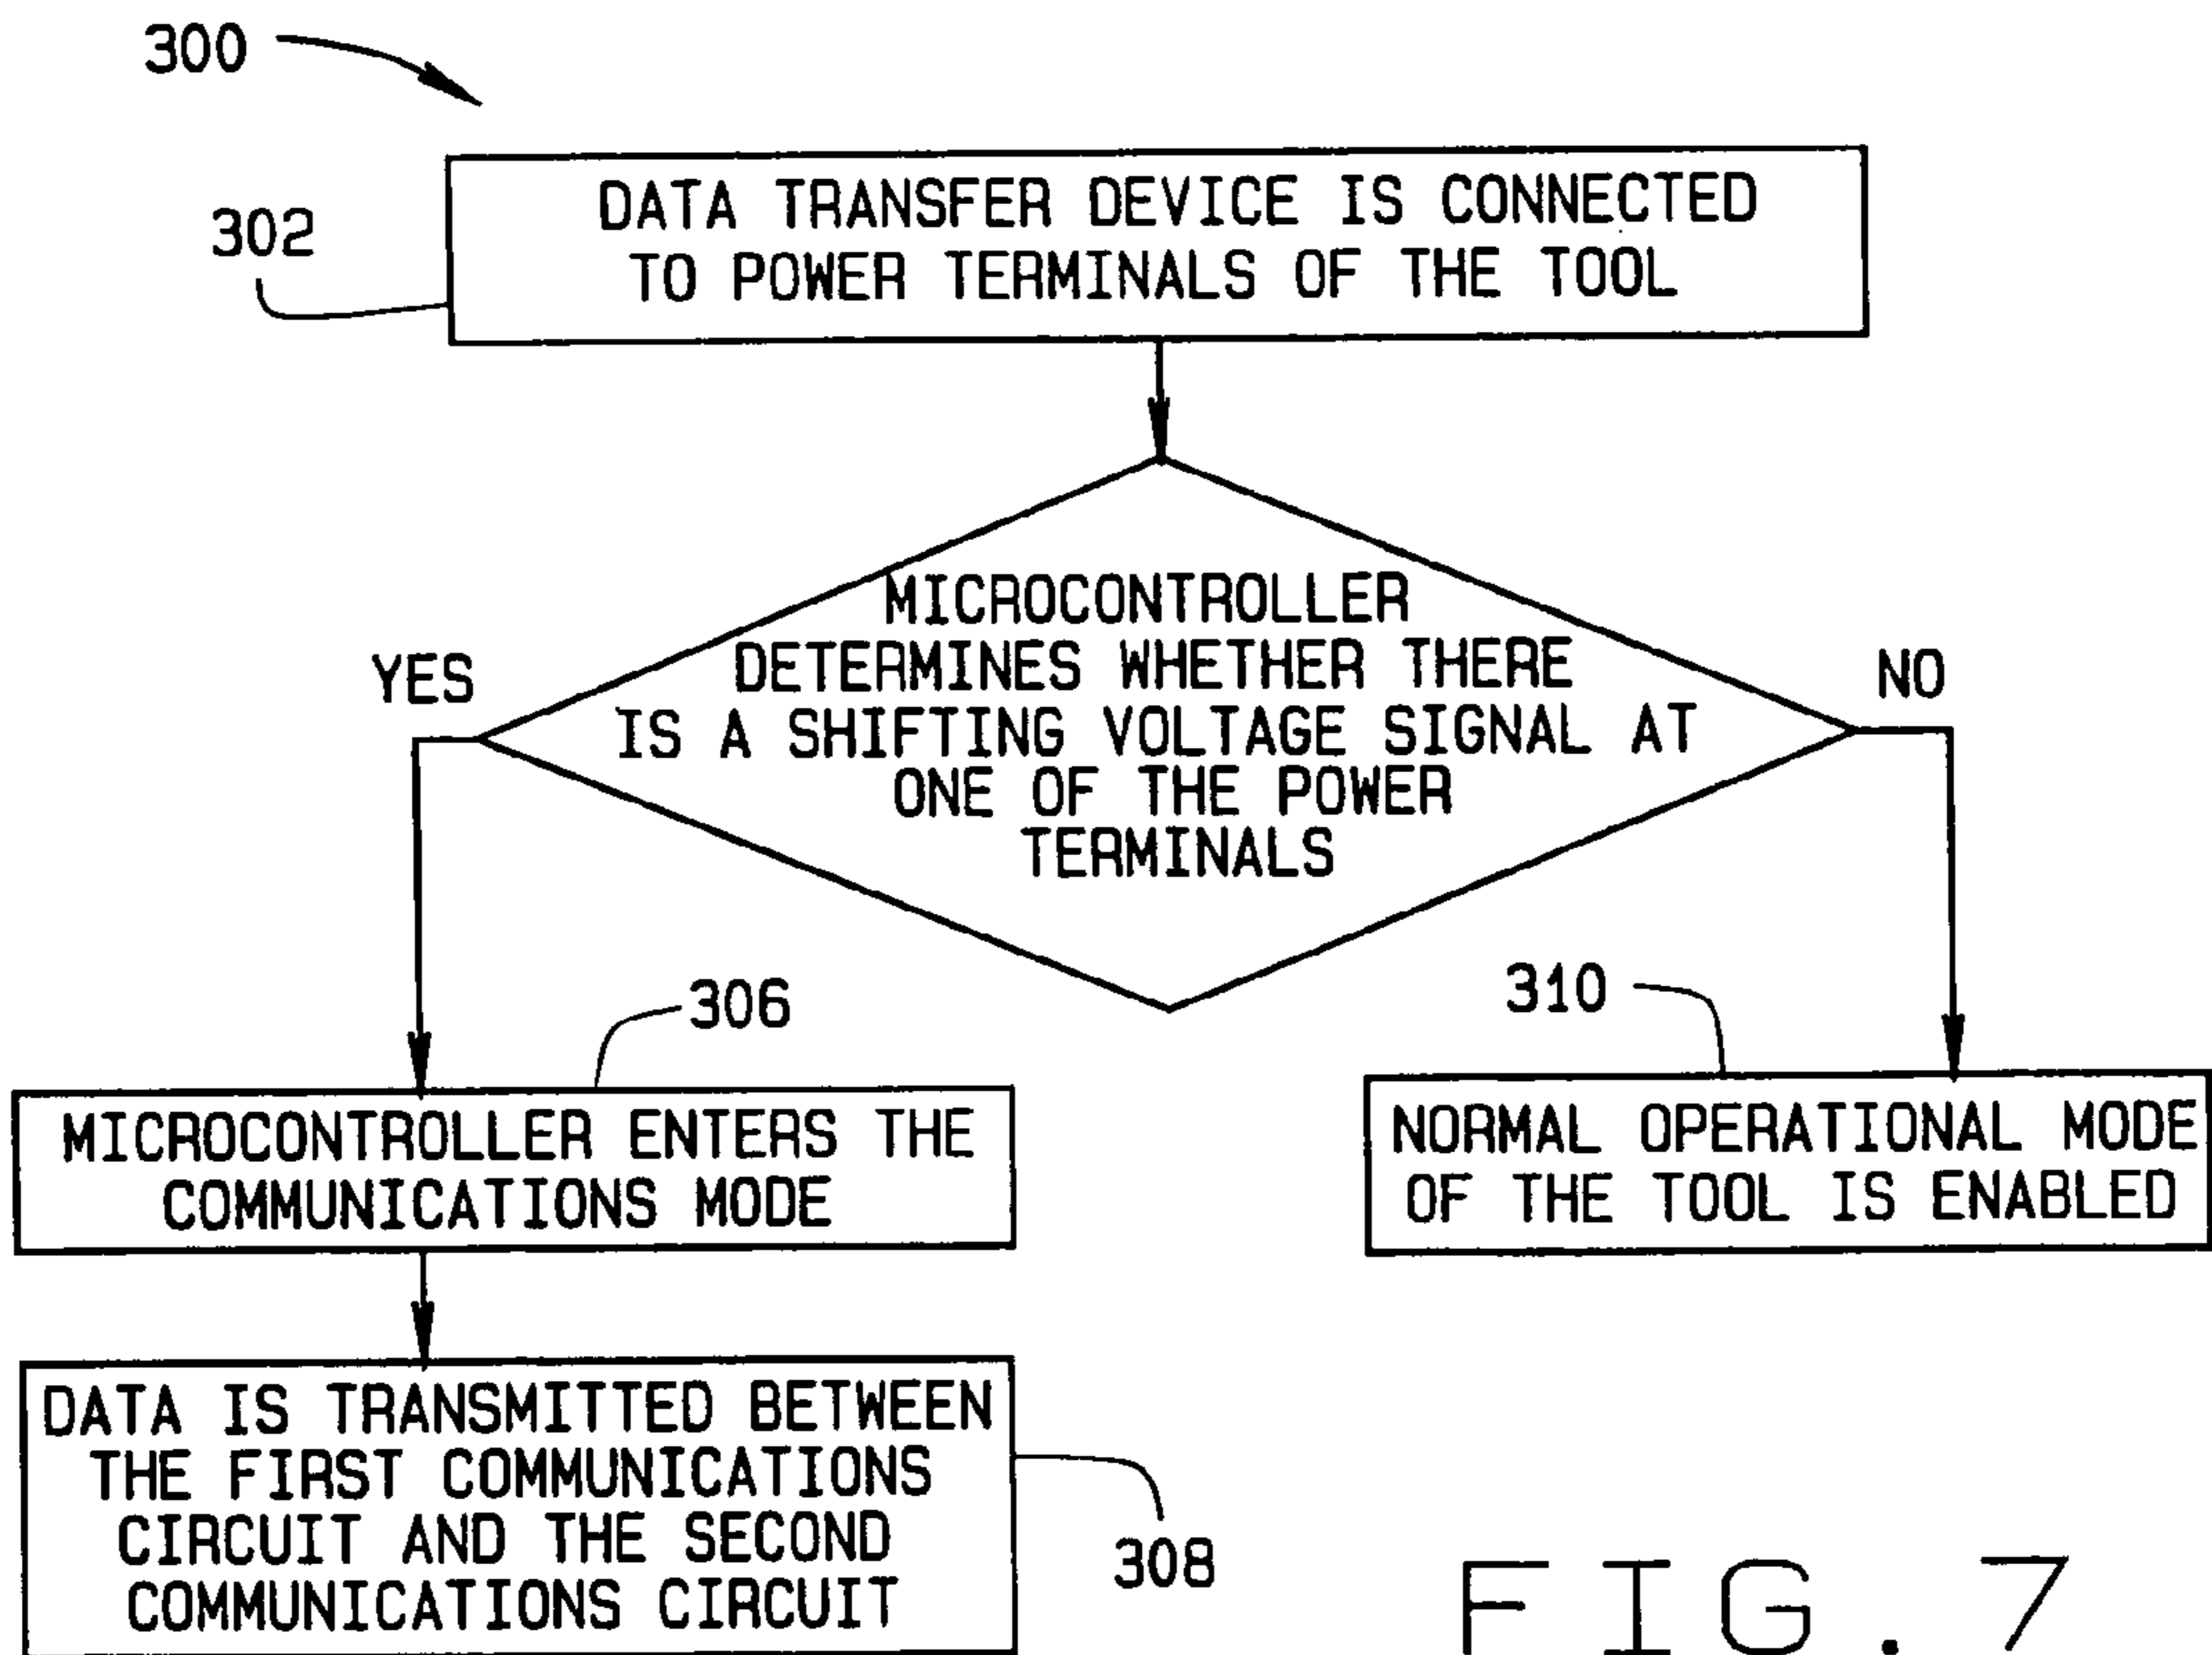 300
302
DATA TRANSFER DEVICE IS CONNECTED
TO POWER TERMINALS OF THE TOOL
MICROCONTROLLER
DETERMINES WHETHER THERE
IS A SHIFTING VOLTAGE SIGNAL AT
ONE OF THE POWER
TERMINALS
YES
NO
306
310
MICROCONTROLLER ENTERS THE
COMMUNICATIONS MODE
NORMAL OPERATIONAL MODE
OF THE TOOL IS ENABLED
DATA IS TRANSMITTED BETWEEN
THE FIRST COMMUNICATIONS
CIRCUIT AND THE SECOND
COMMUNICATIONS CIRCUIT
308
FIG. 7